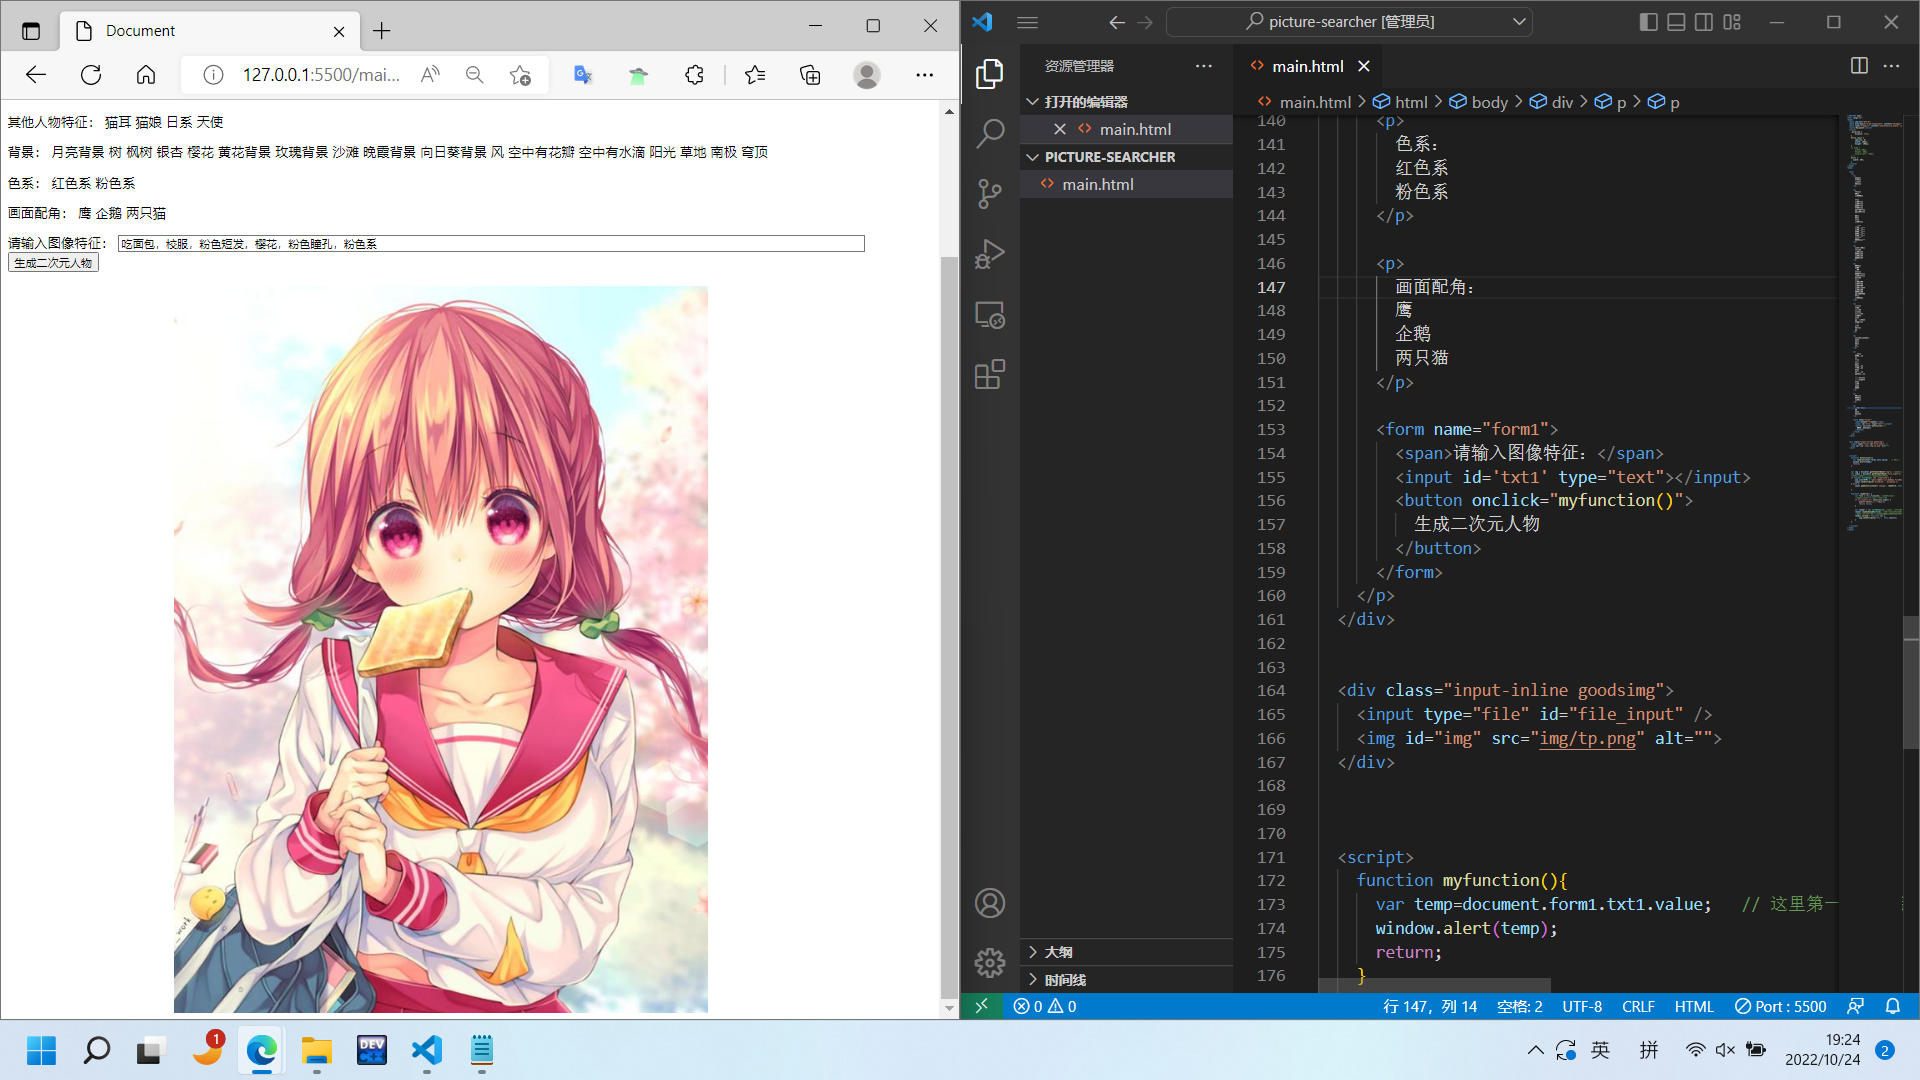 Document
127.0.0.1:5500/mai...
其他人物特征： 猫耳 猫娘 日系 天使
背景： 月亮背景 树 枫树 银杏 樱花 黄花背景 玫瑰背景 沙滩 晚霞背景 向日葵背景 风 空中有花瓣 空中有水滴 阳光 草地 南极 穹顶
色系： 红色系 粉色系
画面配角： 鹰 企鹅 两只猫
请输入图像特征： 吃面包，校服，粉色短发，樱花，粉色瞳孔，粉色系
生成二次元人物
work
picture-searcher [管理员]
资源管理器
打开的编辑器
main.html
PICTURE-SEARCHER
main.html
大纲
时间线
main.html
main.html > html > body > div > p > p
140 <p>
141 色系：
142 红色系
143 粉色系
144 </p>
145
146 <p>
147 画面配角：
148 鹰
149 企鹅
150 两只猫
151 </p>
152
153 <form name="form1">
154 <span>请输入图像特征：</span>
155 <input id='txt1' type="text"></input>
156 <button onclick="myfunction()">
157 生成二次元人物
158 </button>
159 </form>
160 </p>
161 </div>
162
163
164 <div class="input-inline goodsimg">
165 <input type="file" id="file_input" />
166 <img id="img" src="img/tp.png" alt="">
167 </div>
168
169
170
171 <script>
172 function myfunction(){
173 var temp=document.form1.txt1.value; // 这里第一
174 window.alert(temp);
175 return;
176 }
0 0
行 147，列 14 空格: 2 UTF-8 CRLF HTML Port : 5500
1
DEV
C++
英 拼
19:24
2022/10/24
2